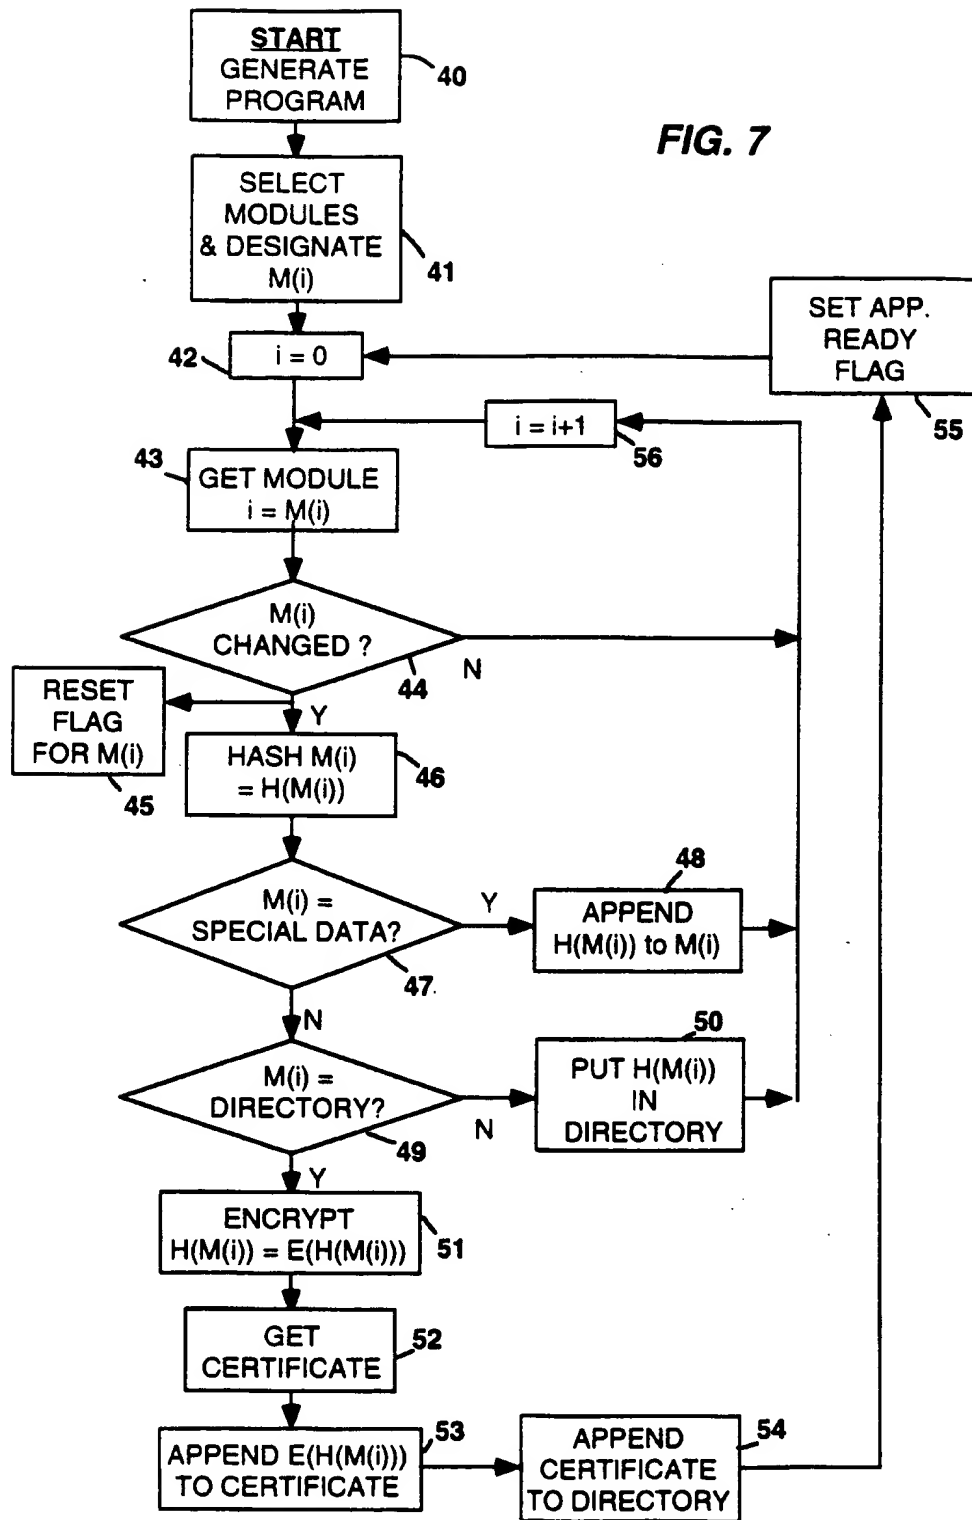 START
GENERATE
PROGRAM
40
FIG. 7
SELECT
MODULES
& DESIGNATE
M(i)
41
SET APP.
READY
FLAG
55
42
i = 0
i = i+1
56
43
GET MODULE
i = M(i)
M(i)
CHANGED ?
44
N
RESET
FLAG
FOR M(i)
45
Y
HASH M(i)
= H(M(i))
46
M(i) =
SPECIAL DATA?
47
Y
48
APPEND
H(M(i)) to M(i)
N
M(i) =
DIRECTORY?
49
N
50
PUT H(M(i))
IN
DIRECTORY
Y
ENCRYPT
H(M(i)) = E(H(M(i)))
51
GET
CERTIFICATE
52
APPEND E(H(M(i)))
TO CERTIFICATE
53
APPEND
CERTIFICATE
TO DIRECTORY
54